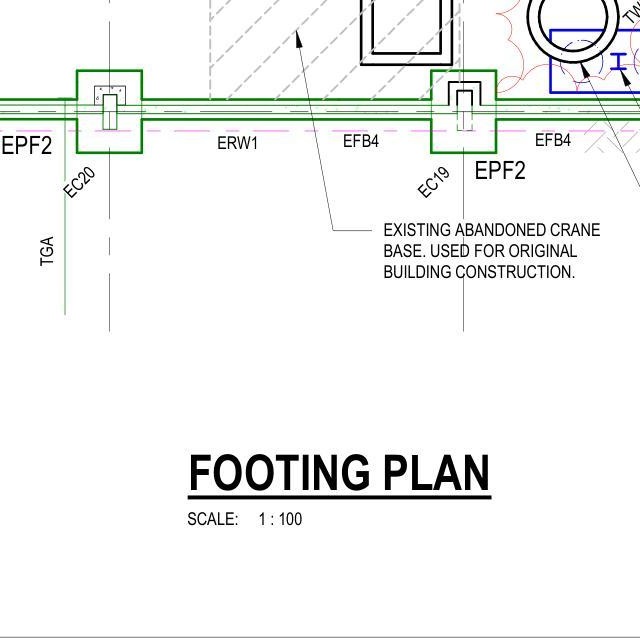 TW
EPF2
ERW1
EFB4
EFB4
EC20
EC19
EPF2
TGA
EXISTING ABANDONED CRANE
BASE. USED FOR ORIGINAL
BUILDING CONSTRUCTION.
FOOTING PLAN
SCALE: 1 : 100